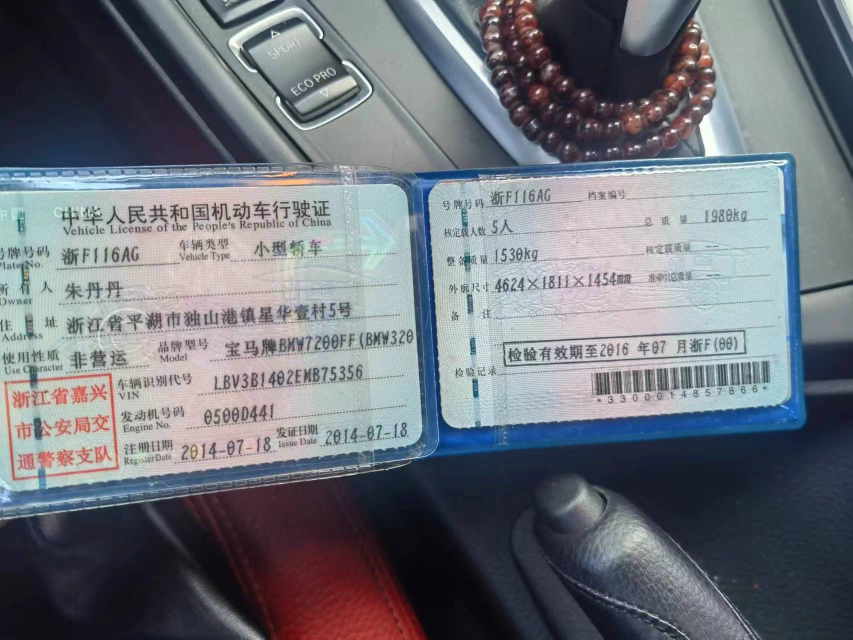 SPORT
ECO PRO
中华人民共和国机动车行驶证
Vehicle License of the People's Republic of China
号牌号码 浙F116AG 车辆类型 小型轿车
Plate No. Vehicle Type
所 有 人 朱丹丹
Owner
住 址 浙江省平湖市独山港镇星华壹村5号
Address
使用性质 非营运 品牌型号 宝马牌BMW7200FF(BMW320
Use Character Model
车辆识别代号 LBV3B1402EMB75356
VIN
发动机号码 0500D441
Engine No.
注册日期 2014-07-18 发证日期 2014-07-18
Register Date Issue Date
浙江省嘉兴
市公安局交
通警察支队
号牌号码 浙F116AG 档案编号
核定载人数 5人 总 质 量 1980kg
整备质量 1530kg 核定载质量
外廓尺寸 4624×1811×1454mm 准牵引总质量
备 注
检验有效期至2016 年 07 月浙F(00)
检验记录
*3300014857866*